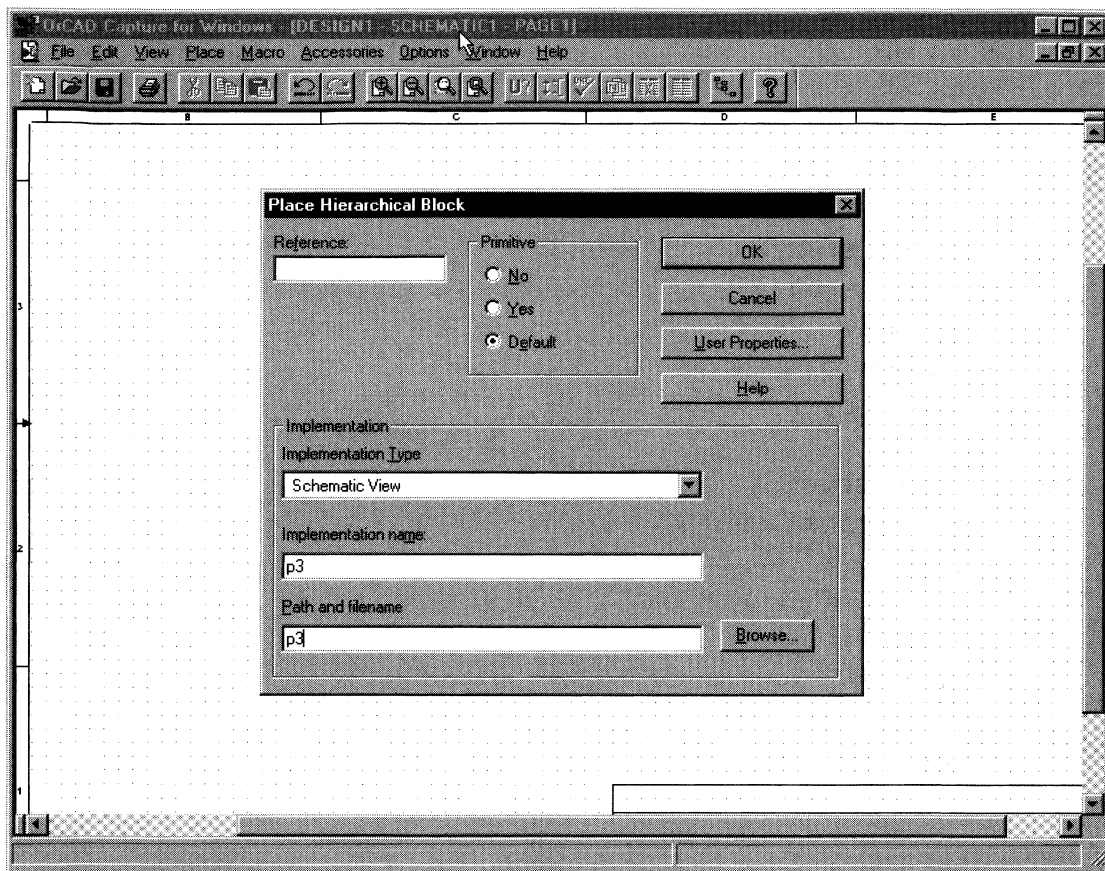 OrCAD Capture for Windows - [DESIGN1 - SCHEMATIC1 - PAGE1]
File Edit View Place Macro Accessories Options Window Help
U?
B C D E
Place Hierarchical Block
Reference:
Primitive
No
Yes
Default
OK
Cancel
User Properties...
Help
3
Implementation
Implementation Type
Schematic View
Implementation name:
p3
2
Path and filename
p3
Browse...
1